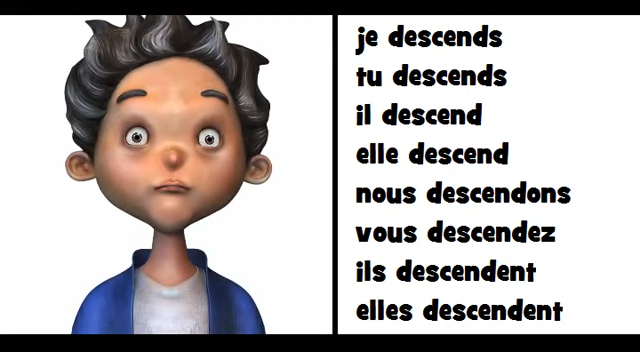 je descends
tu descends
il descend
elle descend
nous descendons
vous descendez
ils descendent
elles descendent